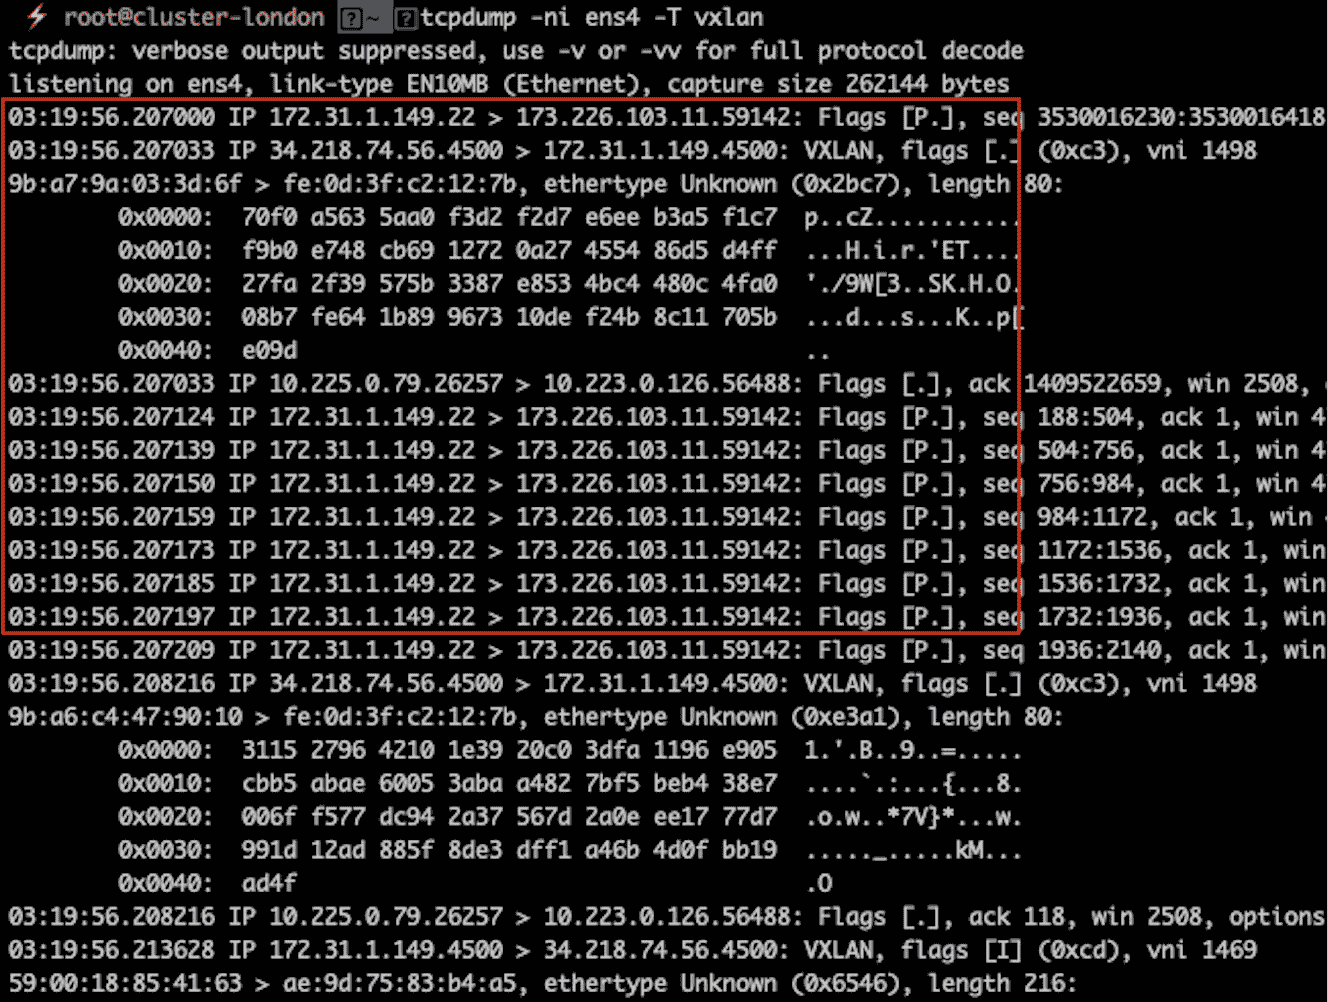 ⚡ root@cluster-london ~ tcpdump -ni ens4 -T vxlan
tcpdump: verbose output suppressed, use -v or -vv for full protocol decode
listening on ens4, link-type EN10MB (Ethernet), capture size 262144 bytes
03:19:56.207000 IP 172.31.1.149.22 > 173.226.103.11.59142: Flags [P.], seq 3530016230:3530016418
03:19:56.207033 IP 34.218.74.56.4500 > 172.31.1.149.4500: VXLAN, flags [.] (0xc3), vni 1498
9b:a7:9a:03:3d:6f > fe:0d:3f:c2:12:7b, ethertype Unknown (0x2bc7), length 80:
0x0000: 70f0 a563 5aa0 f3d2 f2d7 e6ee b3a5 f1c7 p..cZ...........
0x0010: f9b0 e748 cb69 1272 0a27 4554 86d5 d4ff ...H.i.r.'ET....
0x0020: 27fa 2f39 575b 3387 e853 4bc4 480c 4fa0 './9W[3..SK.H.O.
0x0030: 08b7 fe64 1b89 9673 10de f24b 8c11 705b ...d...s...K..p[
0x0040: e09d ..
03:19:56.207033 IP 10.225.0.79.26257 > 10.223.0.126.56488: Flags [.], ack 1409522659, win 2508,
03:19:56.207124 IP 172.31.1.149.22 > 173.226.103.11.59142: Flags [P.], seq 188:504, ack 1, win 4
03:19:56.207139 IP 172.31.1.149.22 > 173.226.103.11.59142: Flags [P.], seq 504:756, ack 1, win 4
03:19:56.207150 IP 172.31.1.149.22 > 173.226.103.11.59142: Flags [P.], seq 756:984, ack 1, win 4
03:19:56.207159 IP 172.31.1.149.22 > 173.226.103.11.59142: Flags [P.], seq 984:1172, ack 1, win
03:19:56.207173 IP 172.31.1.149.22 > 173.226.103.11.59142: Flags [P.], seq 1172:1536, ack 1, win
03:19:56.207185 IP 172.31.1.149.22 > 173.226.103.11.59142: Flags [P.], seq 1536:1732, ack 1, win
03:19:56.207197 IP 172.31.1.149.22 > 173.226.103.11.59142: Flags [P.], seq 1732:1936, ack 1, win
03:19:56.207209 IP 172.31.1.149.22 > 173.226.103.11.59142: Flags [P.], seq 1936:2140, ack 1, win
03:19:56.208216 IP 34.218.74.56.4500 > 172.31.1.149.4500: VXLAN, flags [.] (0xc3), vni 1498
9b:a6:c4:47:90:10 > fe:0d:3f:c2:12:7b, ethertype Unknown (0xe3a1), length 80:
0x0000: 3115 2796 4210 1e39 20c0 3dfa 1196 e905 1.'.B..9..=.....
0x0010: cbb5 abae 6005 3aba a482 7bf5 beb4 38e7 ....`.:...{...8.
0x0020: 006f f577 dc94 2a37 567d 2a0e ee17 77d7 .o.w..*7V}*...w.
0x0030: 991d 12ad 885f 8de3 dff1 a46b 4d0f bb19 ....._.....kM...
0x0040: ad4f .O
03:19:56.208216 IP 10.225.0.79.26257 > 10.223.0.126.56488: Flags [.], ack 118, win 2508, options
03:19:56.213628 IP 172.31.1.149.4500 > 34.218.74.56.4500: VXLAN, flags [I] (0xcd), vni 1469
59:00:18:85:41:63 > ae:9d:75:83:b4:a5, ethertype Unknown (0x6546), length 216: